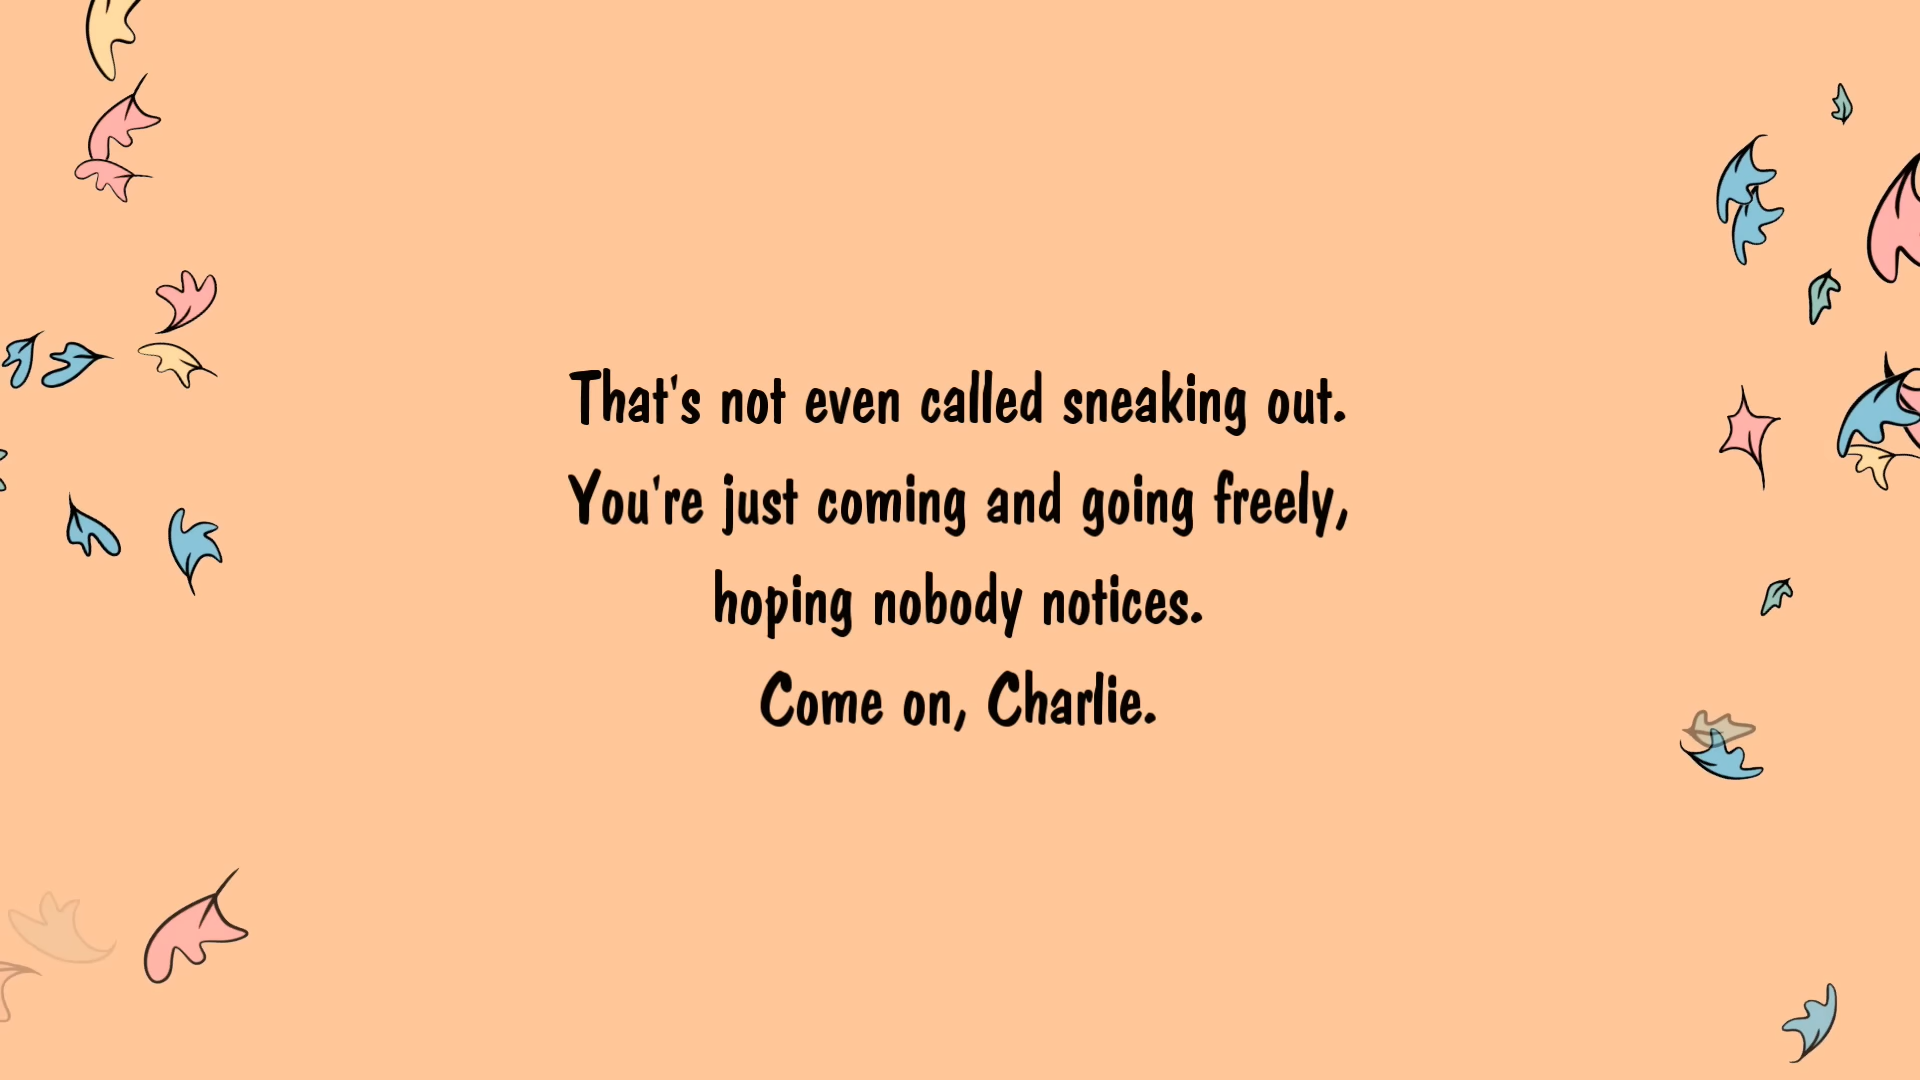 That's not even called sneaking out.
You're just coming and going freely,
hoping nobody notices.
Come on, Charlie.